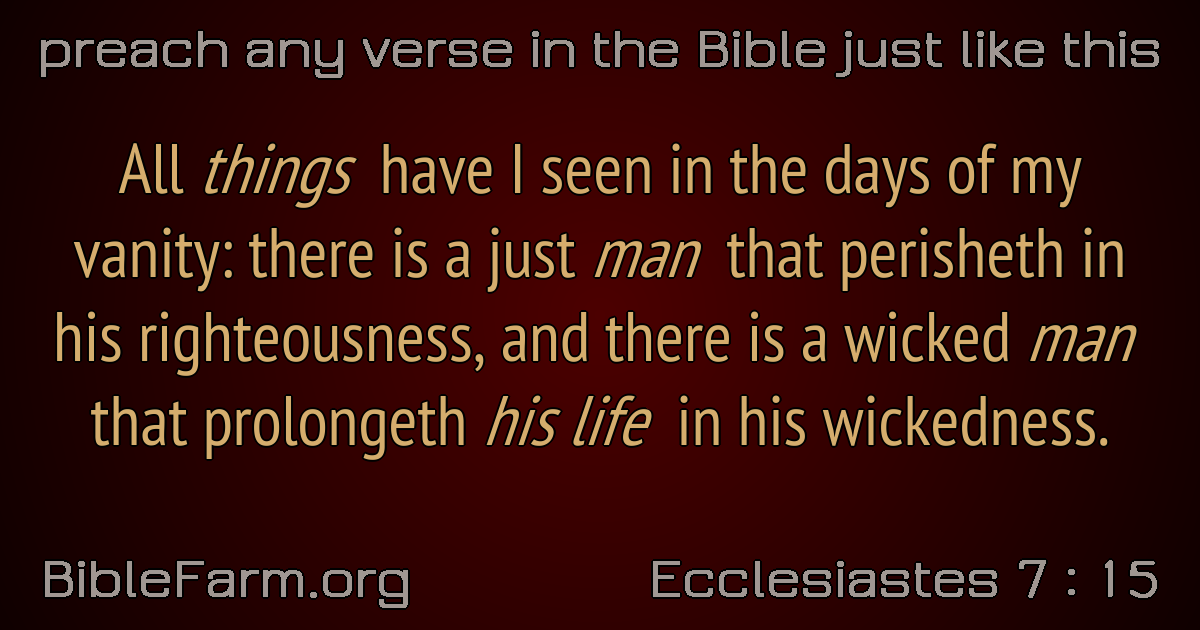 preach any verse in the Bible just like this
All things have I seen in the days of my
vanity: there is a just man that perisheth in
his righteousness, and there is a wicked man
that prolongeth his life in his wickedness.
BibleFarm.org
Ecclesiastes 7 : 15